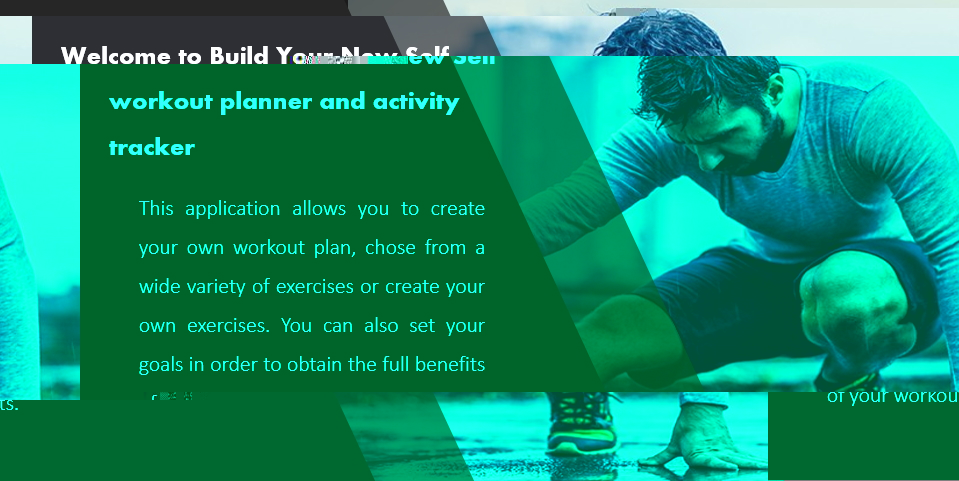 Welcome to Build Your New Self
workout planner and activity
tracker
This application allows you to create
your own workout plan, chose from a
wide variety of exercises or create your
own exercises. You can also set your
goals in order to obtain the full benefits
of
ts.
of your workou